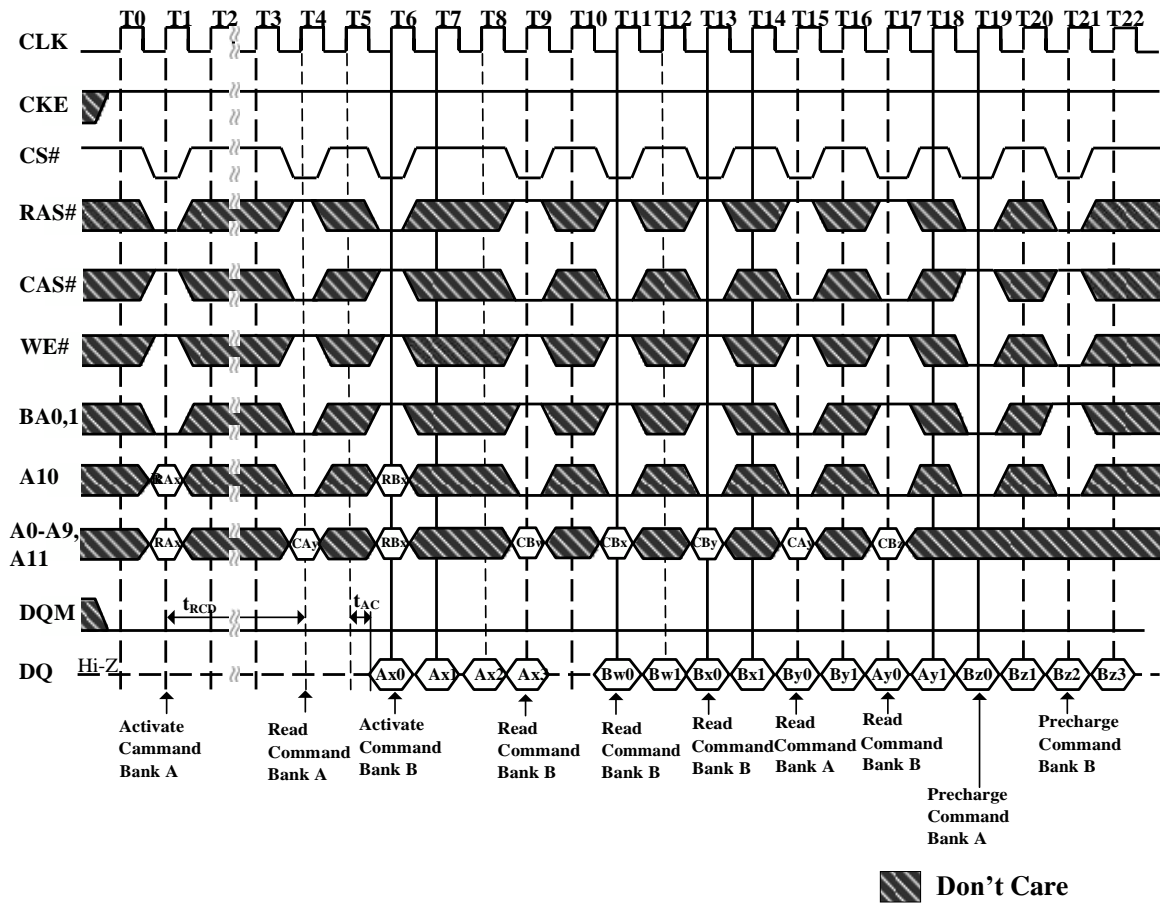 T0 T1 T2 T3 T4 T5 T6 T7 T8 T9 T10 T11 T12 T13 T14 T15 T16 T17 T18 T19 T20 T21 T22
CLK
CKE
CS#
RAS#
CAS#
WE#
BA0,1
A10 RAx RBx
A0-A9,
A11
RAx CAy RBx CBw CBx CBy CAy CBz
DQM tRCD tAC
DQ Hi-Z Ax0 Ax1 Ax2 Ax3 Bw0 Bw1 Bx0 Bx1 By0 By1 Ay0 Ay1 Bz0 Bz1 Bz2 Bz3
Activate
Cammand
Bank A
Read
Command
Bank A
Activate
Command
Bank B
Read
Command
Bank B
Read
Command
Bank B
Read
Command
Bank B
Read
Command
Bank A
Read
Command
Bank B
Precharge
Command
Bank A
Precharge
Command
Bank B
Don't Care